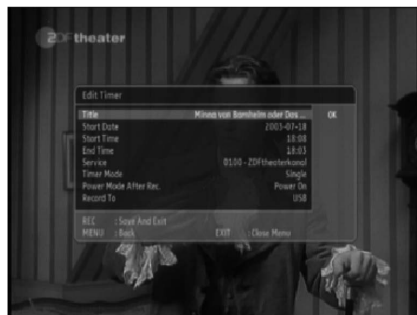 ZDFtheater
Edit Timer
Title Minna von Barnhelm oder Das ... OK
Start Date 2003-07-18
Start Time 18:00
End Time 18:03
Service 0100 - ZDFtheaterkanal
Timer Mode Single
Power Mode After Rec. Power On
Record To USB
REC : Save And Exit
MENU : Back EXIT : Close Menu